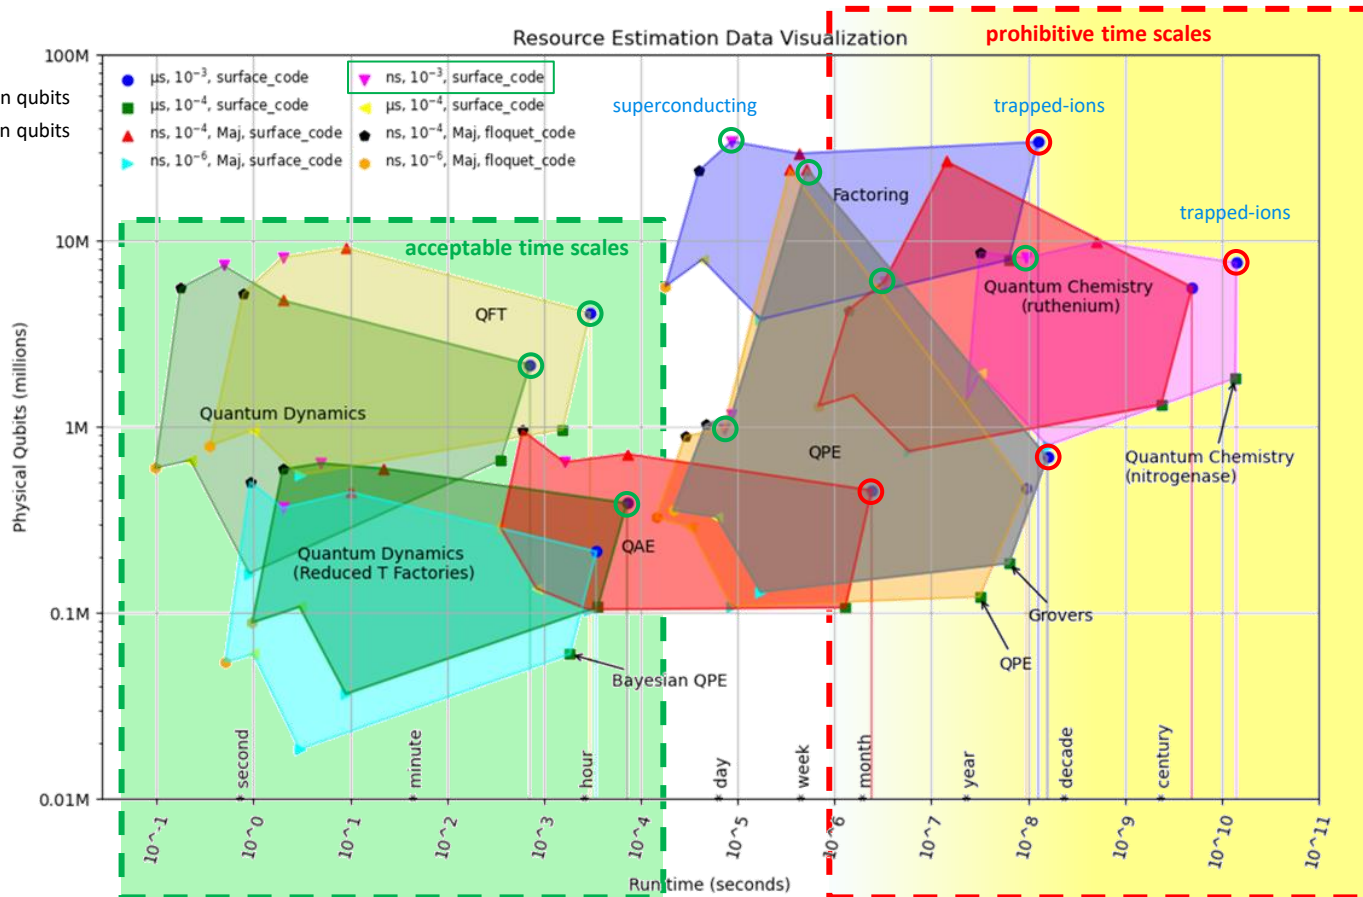 prohibitive time scales
Resource Estimation Data Visualization
100M
μs, 10⁻³, surface_code
ns, 10⁻³, surface_code
n qubits
μs, 10⁻⁴, surface_code
μs, 10⁻⁴, surface_code
superconducting
trapped-ions
n qubits
ns, 10⁻⁴, Maj, surface_code
ns, 10⁻⁴, Maj, floquet_code
ns, 10⁻⁶, Maj, surface_code
ns, 10⁻⁶, Maj, floquet_code
Factoring
trapped-ions
10M
acceptable time scales
Quantum Chemistry
(ruthenium)
QFT
Physical Qubits (millions)
Quantum Dynamics
1M
QPE
Quantum Chemistry
(nitrogenase)
QAE
Quantum Dynamics
(Reduced T Factories)
0.1M
Grovers
QPE
Bayesian QPE
* second
* minute
* hour
* day
* week
* month
* year
* decade
* century
0.01M
10^-1
10^0
10^1
10^2
10^3
10^4
10^5
10^6
10^7
10^8
10^9
10^10
10^11
Run time (seconds)